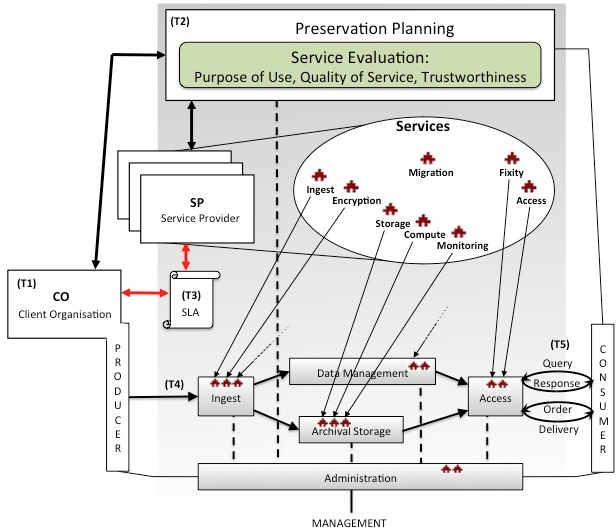 (T2)
Preservation Planning
Service Evaluation:
Purpose of Use, Quality of Service, Trustworthiness
Services
Migration
Fixity
Ingest
Encryption
Access
Storage
Compute
Monitoring
SP
Service Provider
(T1)
CO
Client Organisation
(T3)
SLA
PRODUCER
(T4)
Ingest
Data Management
Archival Storage
Access
(T5)
Query
Response
Order
Delivery
CONSUMER
Administration
MANAGEMENT